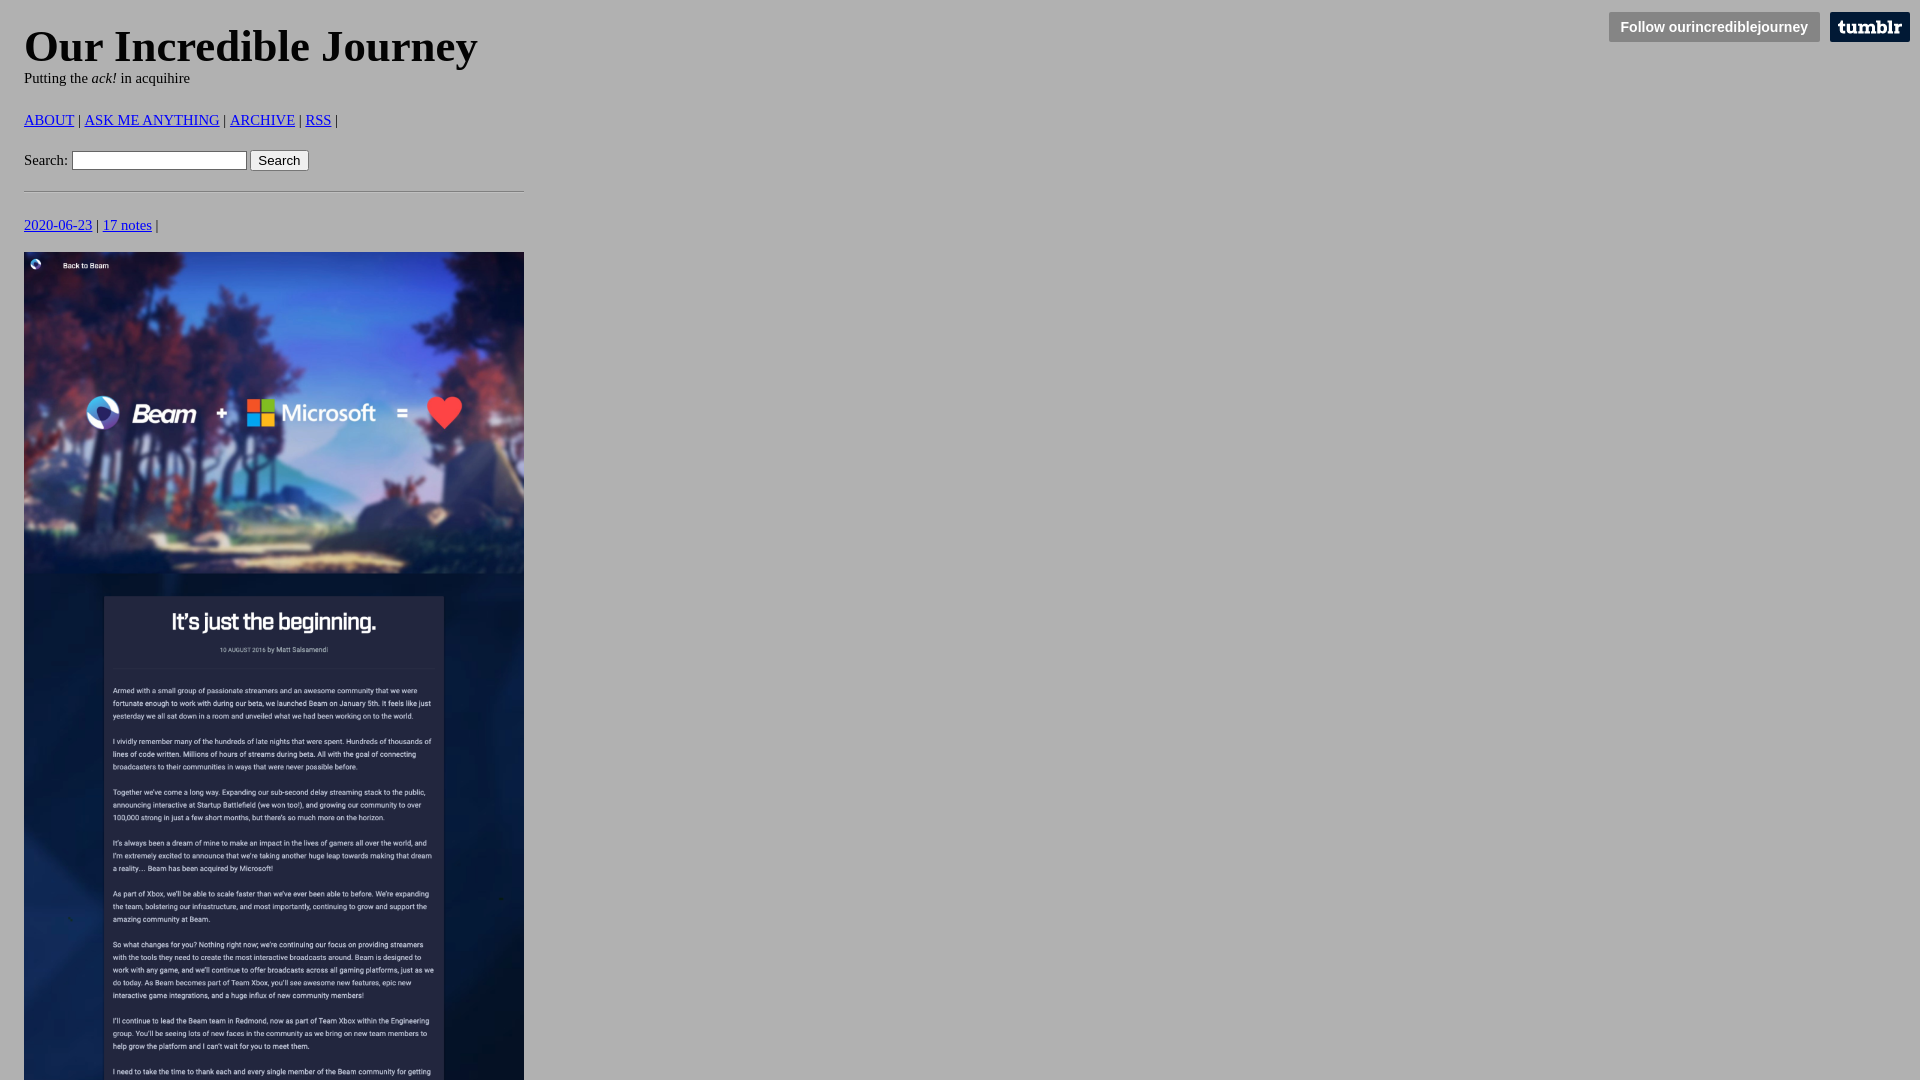 Follow ourincrediblejourney
tumblr
Our Incredible Journey
Putting the ack! in acquihire
ABOUT | ASK ME ANYTHING | ARCHIVE | RSS |
Search: Search
2020-06-23 | 17 notes |
Back to Beam
Beam + Microsoft =
It's just the beginning.
10 AUGUST 2016 by Matt Salsamendi
Armed with a small group of passionate streamers and an awesome community that we were
fortunate enough to work with during our beta, we launched Beam on January 5th. It feels like just
yesterday we all sat down in a room and unveiled what we had been working on to the world.
I vividly remember many of the hundreds of late nights that were spent. Hundreds of thousands of
lines of code written. Millions of hours of streams during beta. All with the goal of connecting
broadcasters to their communities in ways that were never possible before.
Together we've come a long way. Expanding our sub-second delay streaming stack to the public,
announcing interactive at Startup Battlefield (we won too!), and growing our community to over
100,000 strong in just a few short months, but there's so much more on the horizon.
It's always been a dream of mine to make an impact in the lives of gamers all over the world, and
I'm extremely excited to announce that we're taking another huge leap towards making that dream
a reality... Beam has been acquired by Microsoft!
As part of Xbox, we'll be able to scale faster than we've ever been able to before. We're expanding
the team, bolstering our infrastructure, and most importantly, continuing to grow and support the
amazing community at Beam.
So what changes for you? Nothing right now; we're continuing our focus on providing streamers
with the tools they need to create the most interactive broadcasts around. Beam is designed to
work with any game, and we'll continue to offer broadcasts across all gaming platforms, just as we
do today. As Beam becomes part of Team Xbox, you'll see awesome new features, epic new
interactive game integrations, and a huge influx of new community members!
I'll continue to lead the Beam team in Redmond, now as part of Team Xbox within the Engineering
group. You'll be seeing lots of new faces in the community as we bring on new team members to
help grow the platform and I can't wait for you to meet them.
I need to take the time to thank each and every single member of the Beam community for getting